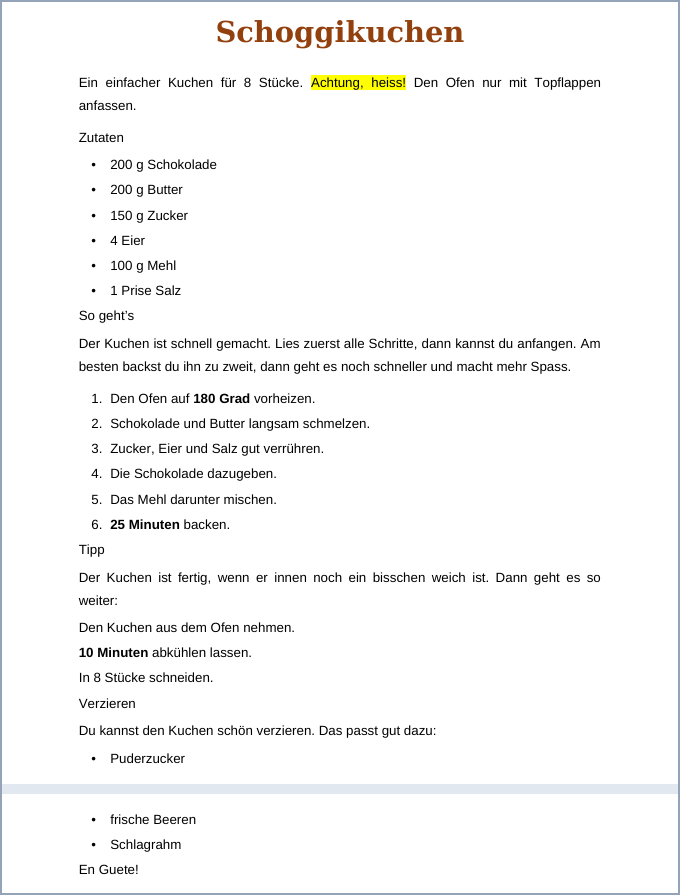 Schoggikuchen
Ein einfacher Kuchen für 8 Stücke. Achtung, heiss! Den Ofen nur mit Topflappen
anfassen.
Zutaten
• 200 g Schokolade
• 200 g Butter
• 150 g Zucker
• 4 Eier
• 100 g Mehl
• 1 Prise Salz
So geht’s
Der Kuchen ist schnell gemacht. Lies zuerst alle Schritte, dann kannst du anfangen. Am
besten backst du ihn zu zweit, dann geht es noch schneller und macht mehr Spass.
1. Den Ofen auf 180 Grad vorheizen.
2. Schokolade und Butter langsam schmelzen.
3. Zucker, Eier und Salz gut verrühren.
4. Die Schokolade dazugeben.
5. Das Mehl darunter mischen.
6. 25 Minuten backen.
Tipp
Der Kuchen ist fertig, wenn er innen noch ein bisschen weich ist. Dann geht es so
weiter:
Den Kuchen aus dem Ofen nehmen.
10 Minuten abkühlen lassen.
In 8 Stücke schneiden.
Verzieren
Du kannst den Kuchen schön verzieren. Das passt gut dazu:
• Puderzucker
• frische Beeren
• Schlagrahm
En Guete!